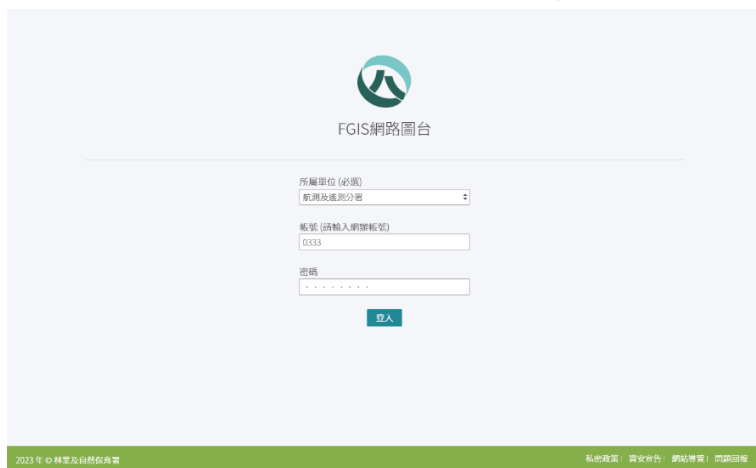 FGIS網路圖台
所屬單位 (必選)
航測及遙測分署
帳號 (請輸入網辦帳號)
0333
密碼
登入
2023 年 © 林業及自然保育署
私密政策| 資安宣告| 網站導覽| 問題回報